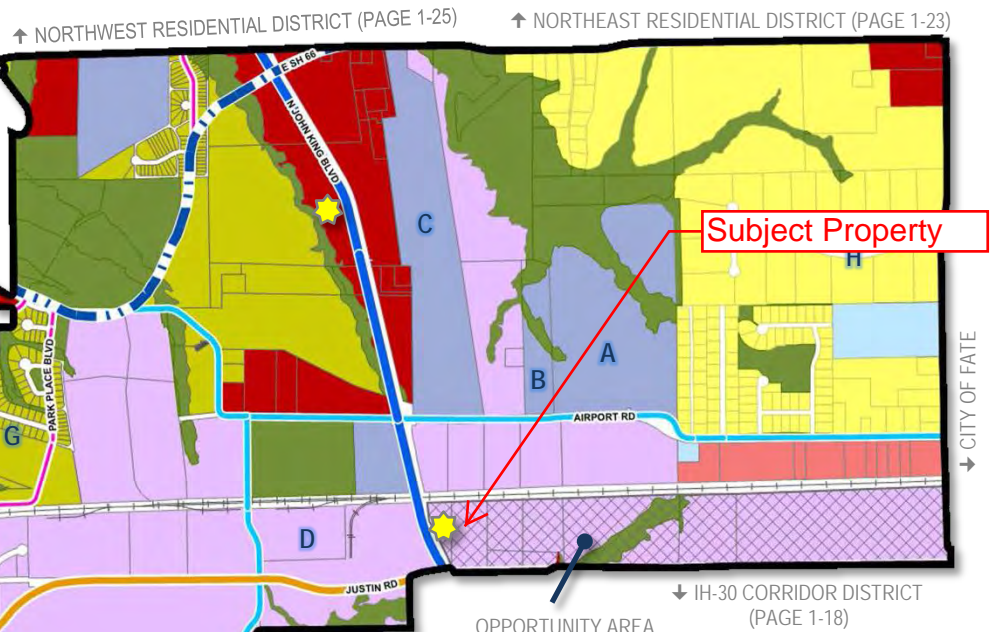 ↑ NORTHWEST RESIDENTIAL DISTRICT (PAGE 1-25)
↑ NORTHEAST RESIDENTIAL DISTRICT (PAGE 1-23)
E SH 66
N JOHN KING BLVD
C
Subject Property
H
PARK PLACE BLVD
A
B
AIRPORT RD
G
→ CITY OF FATE
D
JUSTIN RD
↓ IH-30 CORRIDOR DISTRICT
(PAGE 1-18)
OPPORTUNITY AREA